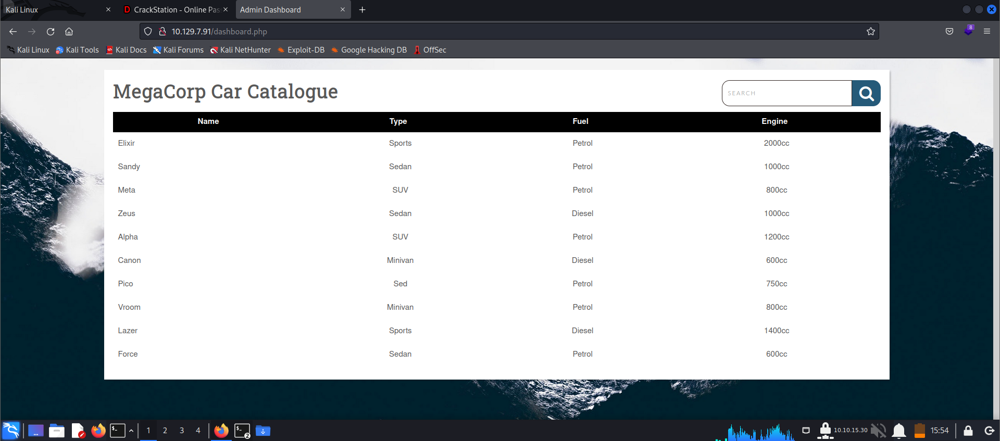 Kali Linux
CrackStation - Online Pas
Admin Dashboard
10.129.7.91/dashboard.php
8
Kali Linux Kali Tools Kali Docs Kali Forums Kali NetHunter Exploit-DB Google Hacking DB OffSec
MegaCorp Car Catalogue
SEARCH
Name Type Fuel Engine
Elixir Sports Petrol 2000cc
Sandy Sedan Petrol 1000cc
Meta SUV Petrol 800cc
Zeus Sedan Diesel 1000cc
Alpha SUV Petrol 1200cc
Canon Minivan Diesel 600cc
Pico Sed Petrol 750cc
Vroom Minivan Petrol 800cc
Lazer Sports Diesel 1400cc
Force Sedan Petrol 600cc
1 2 3 4 2 10.10.15.30 15:54